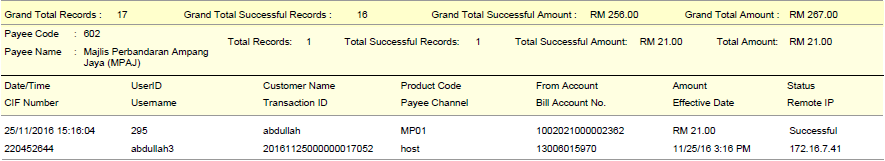 Grand Total Records : 17 Grand Total Successful Records : 16 Grand Total Successful Amount : RM 256.00 Grand Total Amount : RM 267.00
Payee Code : 602
Total Records: 1 Total Successful Records: 1 Total Successful Amount: RM 21.00 Total Amount: RM 21.00
Payee Name : Majlis Perbandaran Ampang
Jaya (MPAJ)
Date/Time UserID Customer Name Product Code From Account Amount Status
CIF Number Username Transaction ID Payee Channel Bill Account No. Effective Date Remote IP
25/11/2016 15:16:04 295 abdullah MP01 1002021000002362 RM 21.00 Successful
220452644 abdullah3 20161125000000017052 host 13006015970 11/25/16 3:16 PM 172.16.7.41